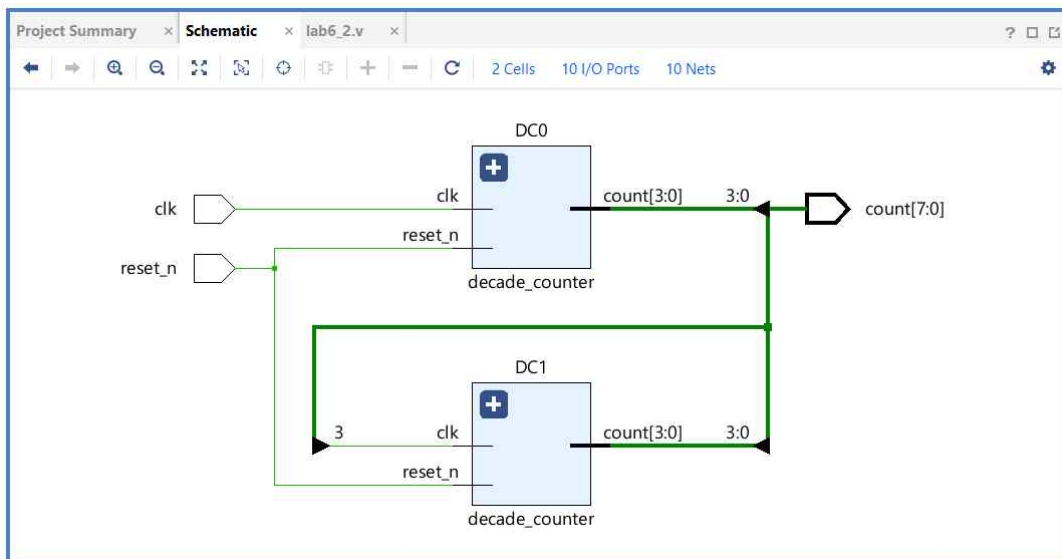 Project Summary × Schematic × lab6_2.v × ?
2 Cells 10 I/O Ports 10 Nets
DC0
clk
clk
count[3:0]
3:0
count[7:0]
reset_n
reset_n
decade_counter
DC1
3
clk
count[3:0]
3:0
reset_n
decade_counter